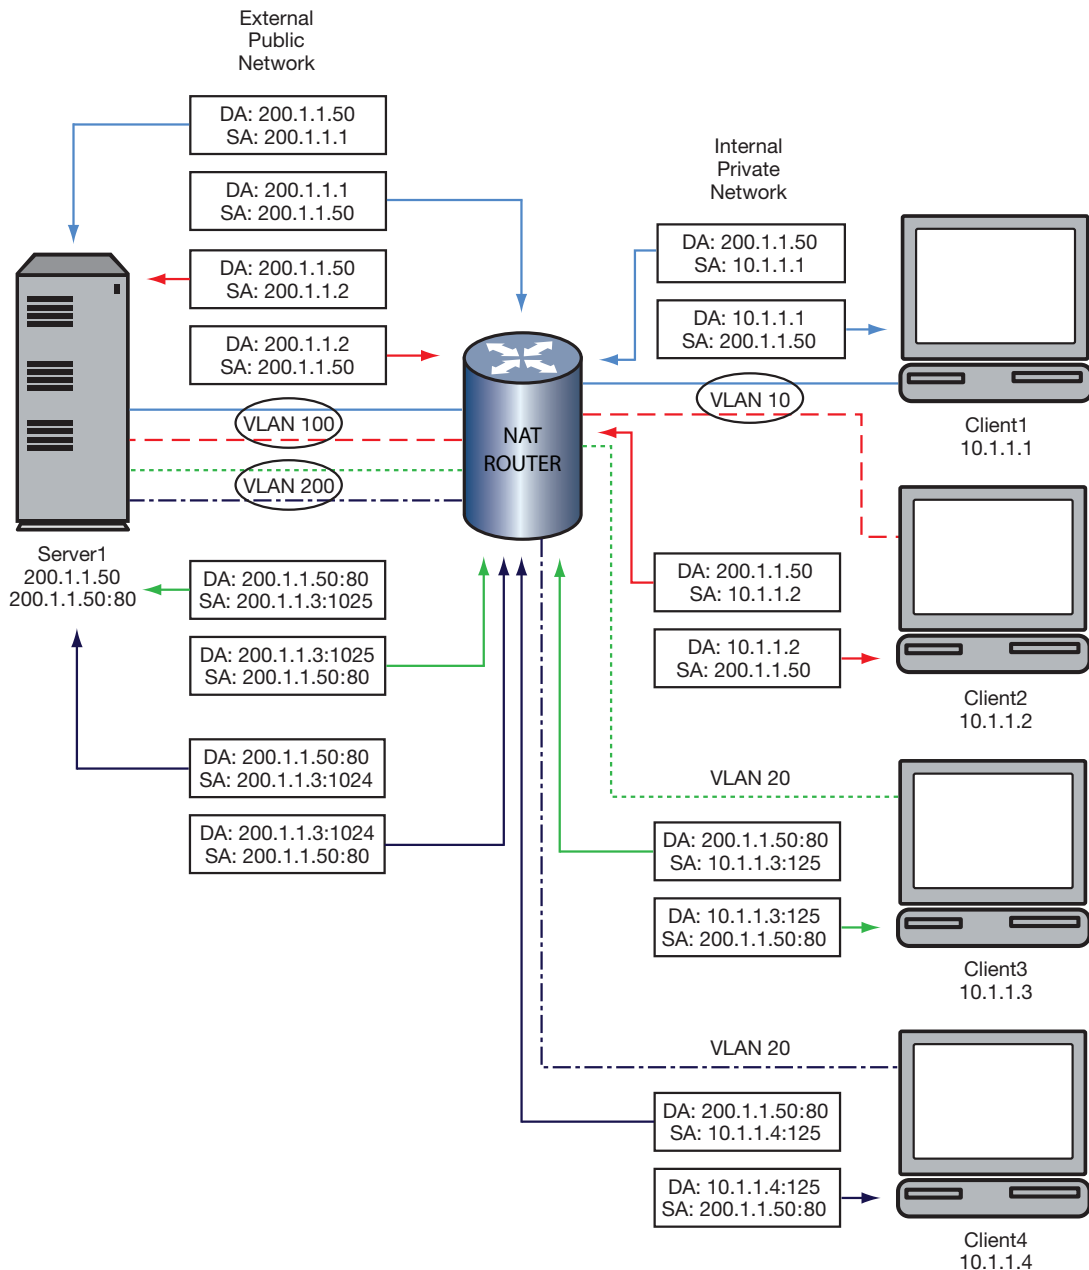 External
Public
Network
DA: 200.1.1.50
SA: 200.1.1.1
DA: 200.1.1.1
SA: 200.1.1.50
DA: 200.1.1.50
SA: 200.1.1.2
DA: 200.1.1.2
SA: 200.1.1.50
Internal
Private
Network
DA: 200.1.1.50
SA: 10.1.1.1
DA: 10.1.1.1
SA: 200.1.1.50
VLAN 100
VLAN 200
NAT
ROUTER
VLAN 10
Client1
10.1.1.1
Server1
200.1.1.50
200.1.1.50:80
DA: 200.1.1.50:80
SA: 200.1.1.3:1025
DA: 200.1.1.3:1025
SA: 200.1.1.50:80
DA: 200.1.1.50:80
SA: 200.1.1.3:1024
DA: 200.1.1.3:1024
SA: 200.1.1.50:80
DA: 200.1.1.50
SA: 10.1.1.2
DA: 10.1.1.2
SA: 200.1.1.50
Client2
10.1.1.2
VLAN 20
DA: 200.1.1.50:80
SA: 10.1.1.3:125
DA: 10.1.1.3:125
SA: 200.1.1.50:80
Client3
10.1.1.3
VLAN 20
DA: 200.1.1.50:80
SA: 10.1.1.4:125
DA: 10.1.1.4:125
SA: 200.1.1.50:80
Client4
10.1.1.4